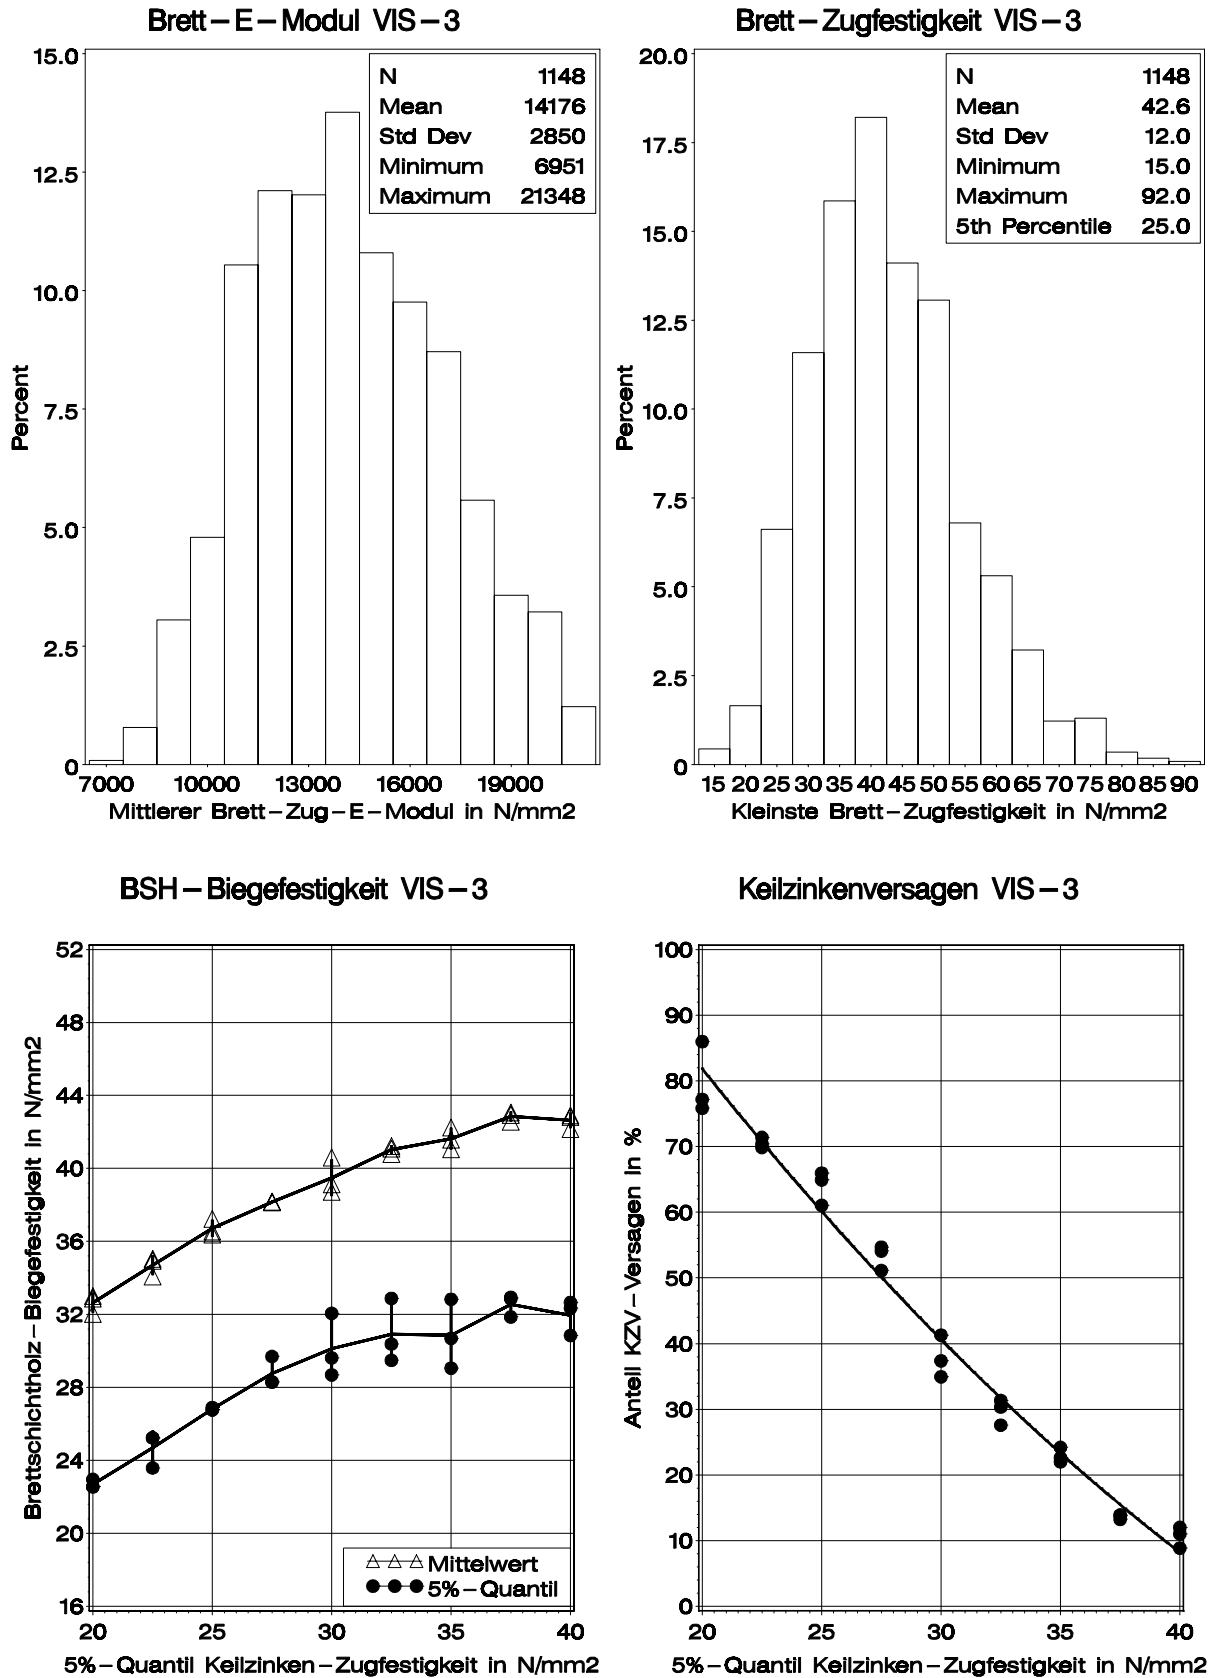 Brett–E–Modul VIS–3
15.0
12.5
10.0
7.5
5.0
2.5
0
Percent
N 1148
Mean 14176
Std Dev 2850
Minimum 6951
Maximum 21348
7000 10000 13000 16000 19000
Mittlerer Brett–Zug–E–Modul in N/mm2
Brett–Zugfestigkeit VIS–3
20.0
17.5
15.0
12.5
10.0
7.5
5.0
2.5
0
Percent
N 1148
Mean 42.6
Std Dev 12.0
Minimum 15.0
Maximum 92.0
5th Percentile 25.0
15 20 25 30 35 40 45 50 55 60 65 70 75 80 85 90
Kleinste Brett–Zugfestigkeit in N/mm2
BSH–Biegefestigkeit VIS–3
52
48
44
40
36
32
28
24
20
16
Brettschichtholz–Biegefestigkeit in N/mm2
Mittelwert
5%–Quantil
20 25 30 35 40
5%–Quantil Keilzinken–Zugfestigkeit in N/mm2
Keilzinkenversagen VIS–3
100
90
80
70
60
50
40
30
20
10
0
Anteil KZV–Versagen in %
20 25 30 35 40
5%–Quantil Keilzinken–Zugfestigkeit in N/mm2